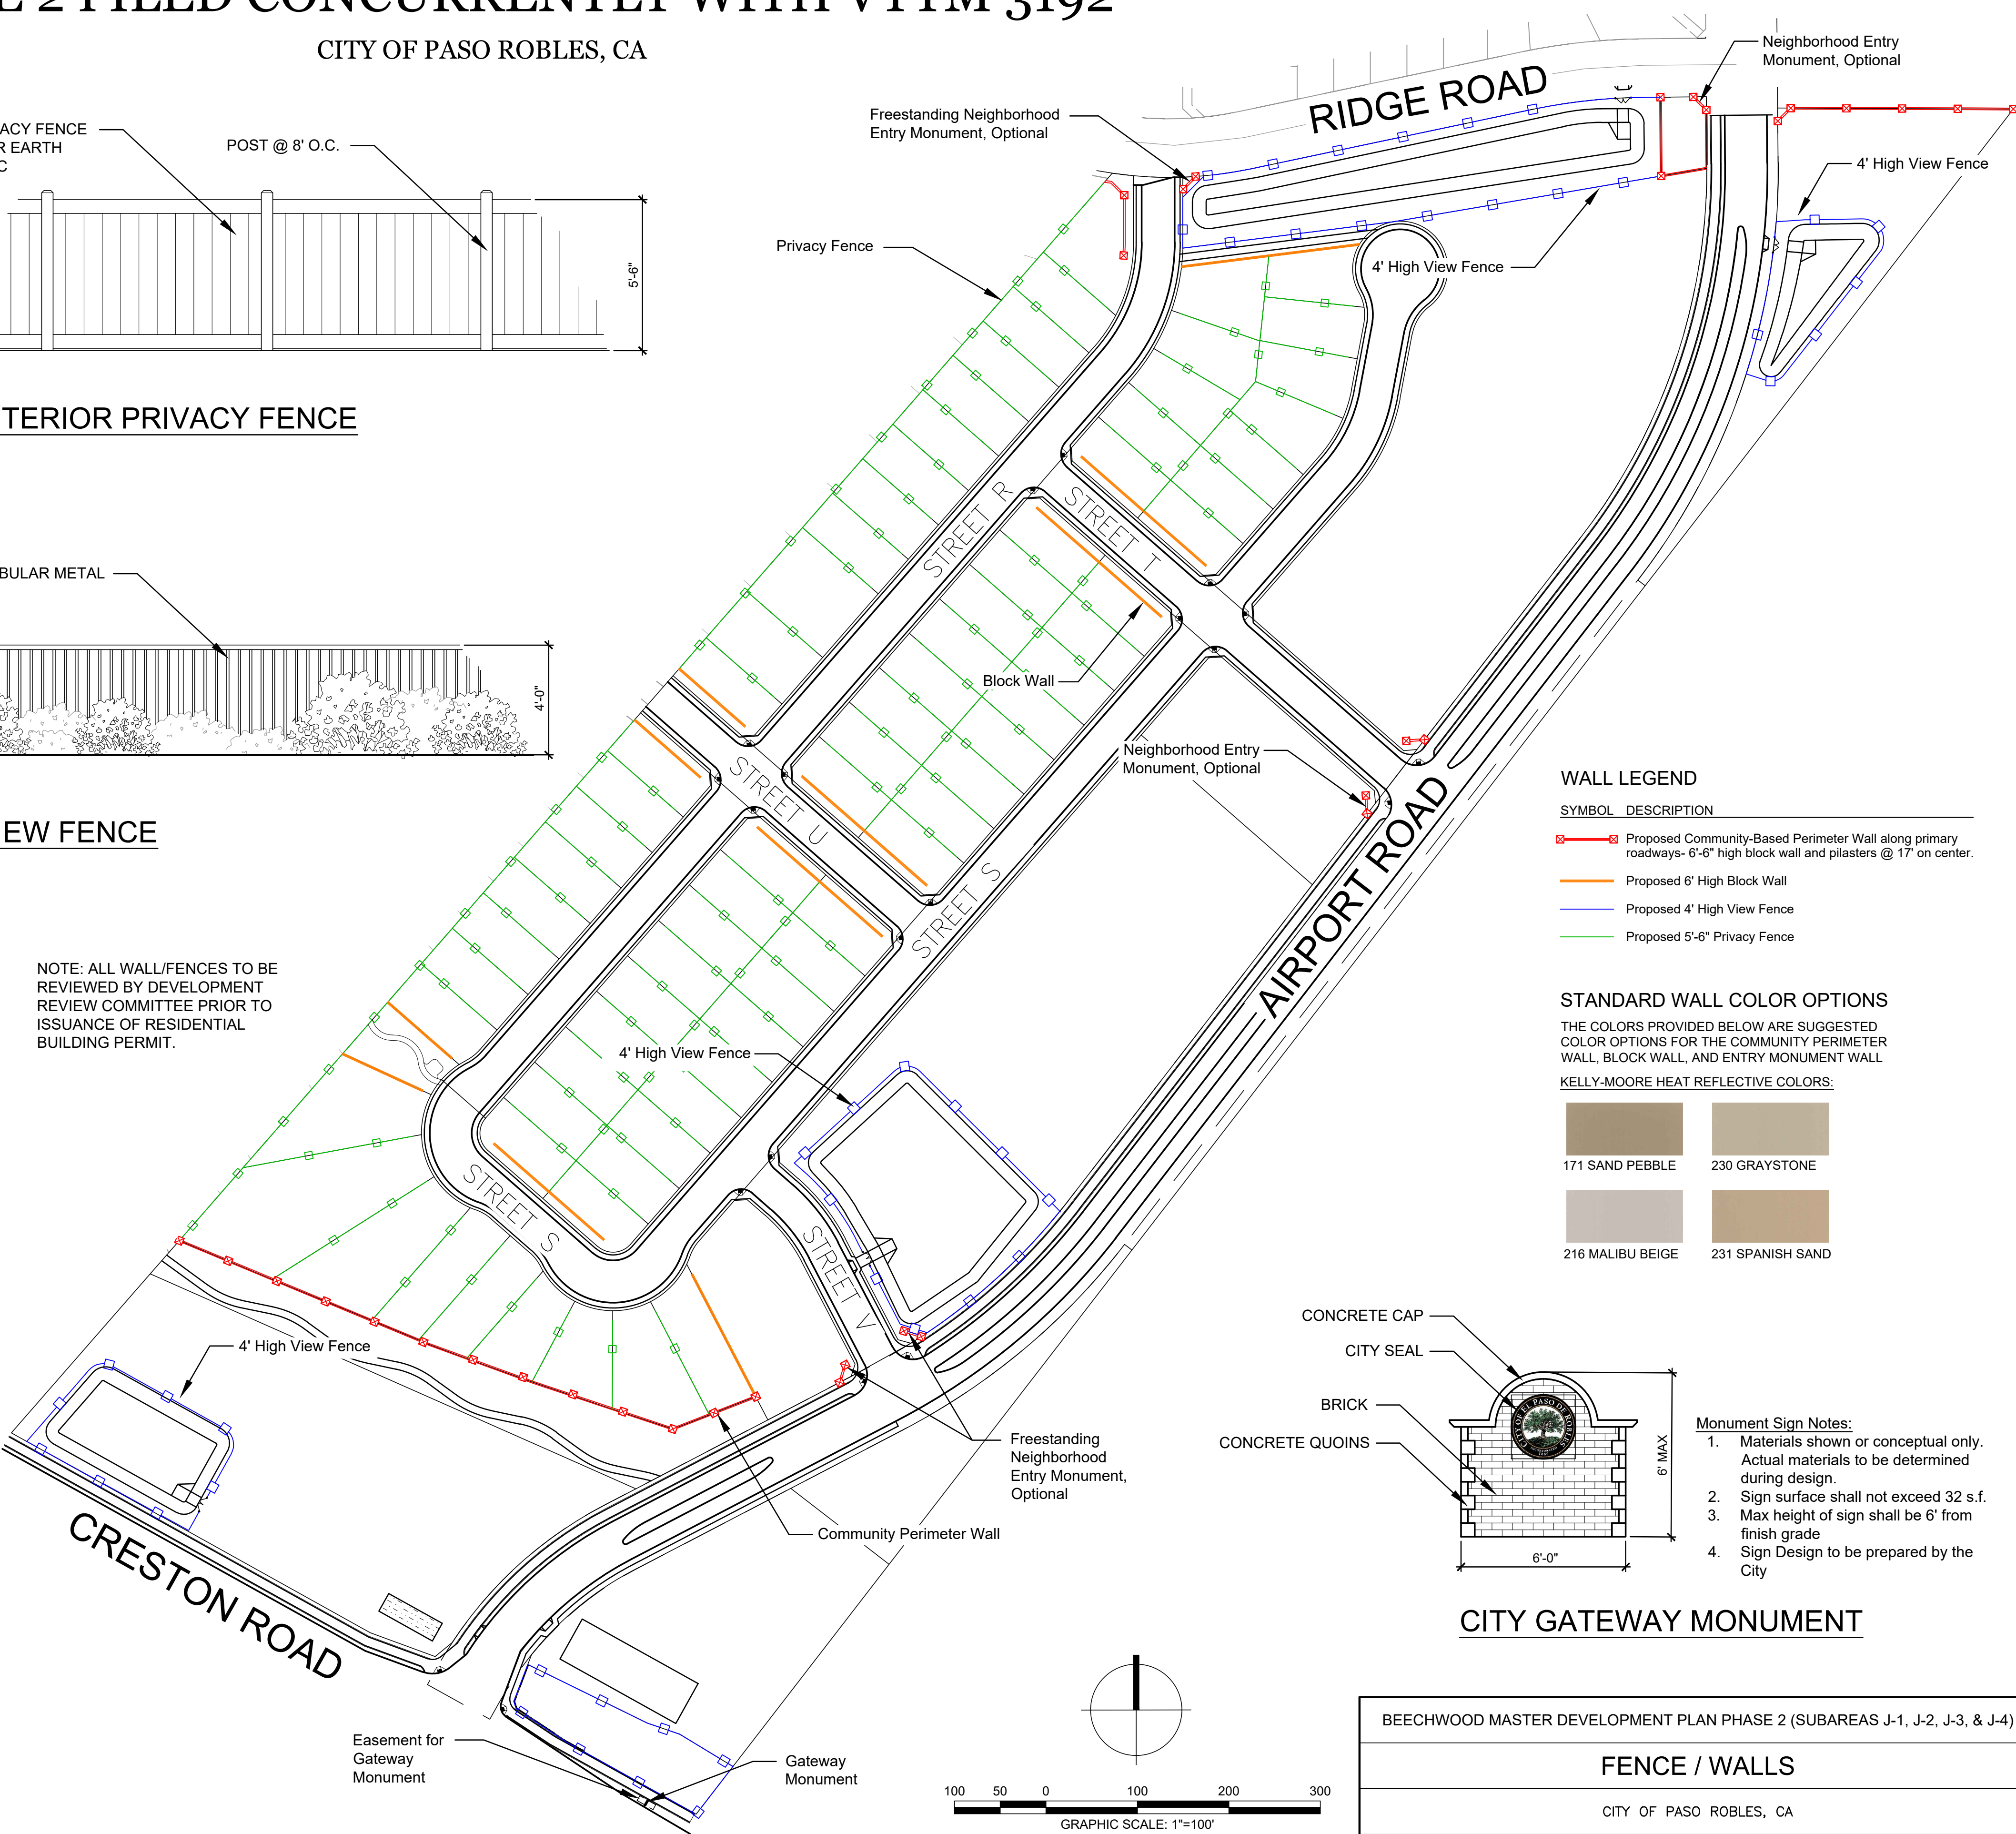 E 2 FILED CONCURRENTLY WITH VTTM 3192
CITY OF PASO ROBLES, CA
ACY FENCE
R EARTH
C
POST @ 8' O.C.
5'-6"
TERIOR PRIVACY FENCE
BULAR METAL
4'-0"
EW FENCE
NOTE: ALL WALL/FENCES TO BE
REVIEWED BY DEVELOPMENT
REVIEW COMMITTEE PRIOR TO
ISSUANCE OF RESIDENTIAL
BUILDING PERMIT.
Freestanding Neighborhood
Entry Monument, Optional
RIDGE ROAD
Neighborhood Entry
Monument, Optional
4' High View Fence
Privacy Fence
4' High View Fence
STREET R
STREET T
Block Wall
Neighborhood Entry
Monument, Optional
STREET U
STREET S
AIRPORT ROAD
4' High View Fence
STREET S
STREET V
4' High View Fence
Freestanding
Neighborhood
Entry Monument,
Optional
Community Perimeter Wall
CRESTON ROAD
Easement for
Gateway
Monument
Gateway
Monument
WALL LEGEND
SYMBOL DESCRIPTION
Proposed Community-Based Perimeter Wall along primary
roadways- 6'-6" high block wall and pilasters @ 17' on center.
Proposed 6' High Block Wall
Proposed 4' High View Fence
Proposed 5'-6" Privacy Fence
STANDARD WALL COLOR OPTIONS
THE COLORS PROVIDED BELOW ARE SUGGESTED
COLOR OPTIONS FOR THE COMMUNITY PERIMETER
WALL, BLOCK WALL, AND ENTRY MONUMENT WALL
KELLY-MOORE HEAT REFLECTIVE COLORS:
171 SAND PEBBLE
230 GRAYSTONE
216 MALIBU BEIGE
231 SPANISH SAND
CONCRETE CAP
CITY SEAL
BRICK
CONCRETE QUOINS
CITY OF EL PASO DE ROBLES
6' MAX
6'-0"
Monument Sign Notes:
1. Materials shown or conceptual only.
Actual materials to be determined
during design.
2. Sign surface shall not exceed 32 s.f.
3. Max height of sign shall be 6' from
finish grade
4. Sign Design to be prepared by the
City
CITY GATEWAY MONUMENT
100 50 0 100 200 300
GRAPHIC SCALE: 1"=100'
BEECHWOOD MASTER DEVELOPMENT PLAN PHASE 2 (SUBAREAS J-1, J-2, J-3, & J-4)
FENCE / WALLS
CITY OF PASO ROBLES, CA